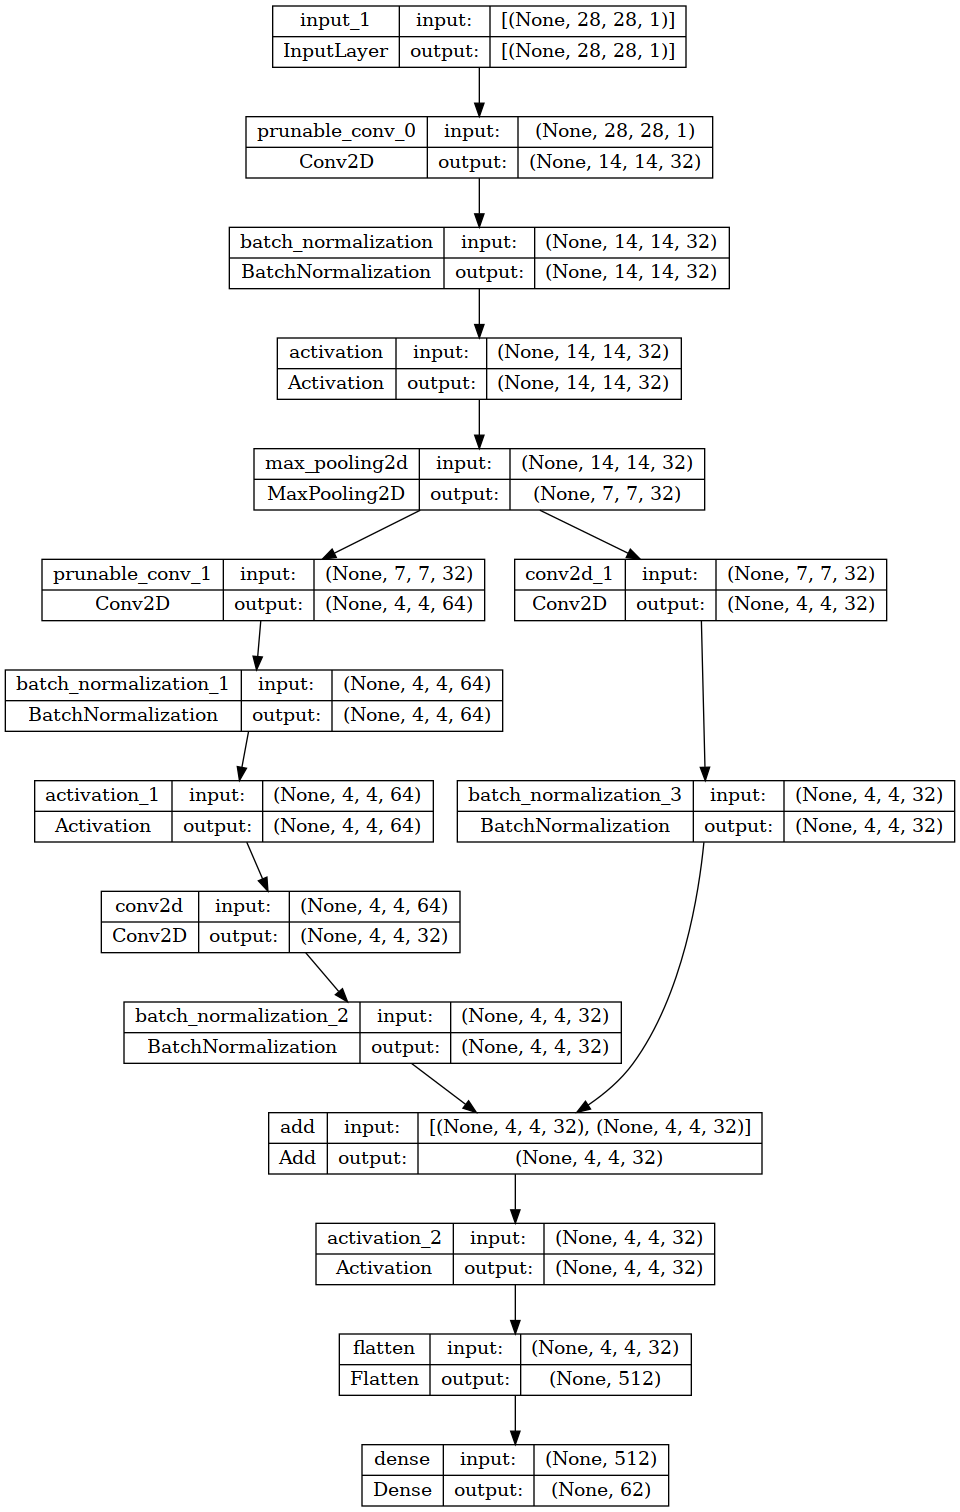 input_1 input: [(None, 28, 28, 1)]
InputLayer output: [(None, 28, 28, 1)]
prunable_conv_0 input: (None, 28, 28, 1)
Conv2D output: (None, 14, 14, 32)
batch_normalization input: (None, 14, 14, 32)
BatchNormalization output: (None, 14, 14, 32)
activation input: (None, 14, 14, 32)
Activation output: (None, 14, 14, 32)
max_pooling2d input: (None, 14, 14, 32)
MaxPooling2D output: (None, 7, 7, 32)
prunable_conv_1 input: (None, 7, 7, 32)
Conv2D output: (None, 4, 4, 64)
conv2d_1 input: (None, 7, 7, 32)
Conv2D output: (None, 4, 4, 32)
batch_normalization_1 input: (None, 4, 4, 64)
BatchNormalization output: (None, 4, 4, 64)
activation_1 input: (None, 4, 4, 64)
Activation output: (None, 4, 4, 64)
batch_normalization_3 input: (None, 4, 4, 32)
BatchNormalization output: (None, 4, 4, 32)
conv2d input: (None, 4, 4, 64)
Conv2D output: (None, 4, 4, 32)
batch_normalization_2 input: (None, 4, 4, 32)
BatchNormalization output: (None, 4, 4, 32)
add input: [(None, 4, 4, 32), (None, 4, 4, 32)]
Add output: (None, 4, 4, 32)
activation_2 input: (None, 4, 4, 32)
Activation output: (None, 4, 4, 32)
flatten input: (None, 4, 4, 32)
Flatten output: (None, 512)
dense input: (None, 512)
Dense output: (None, 62)